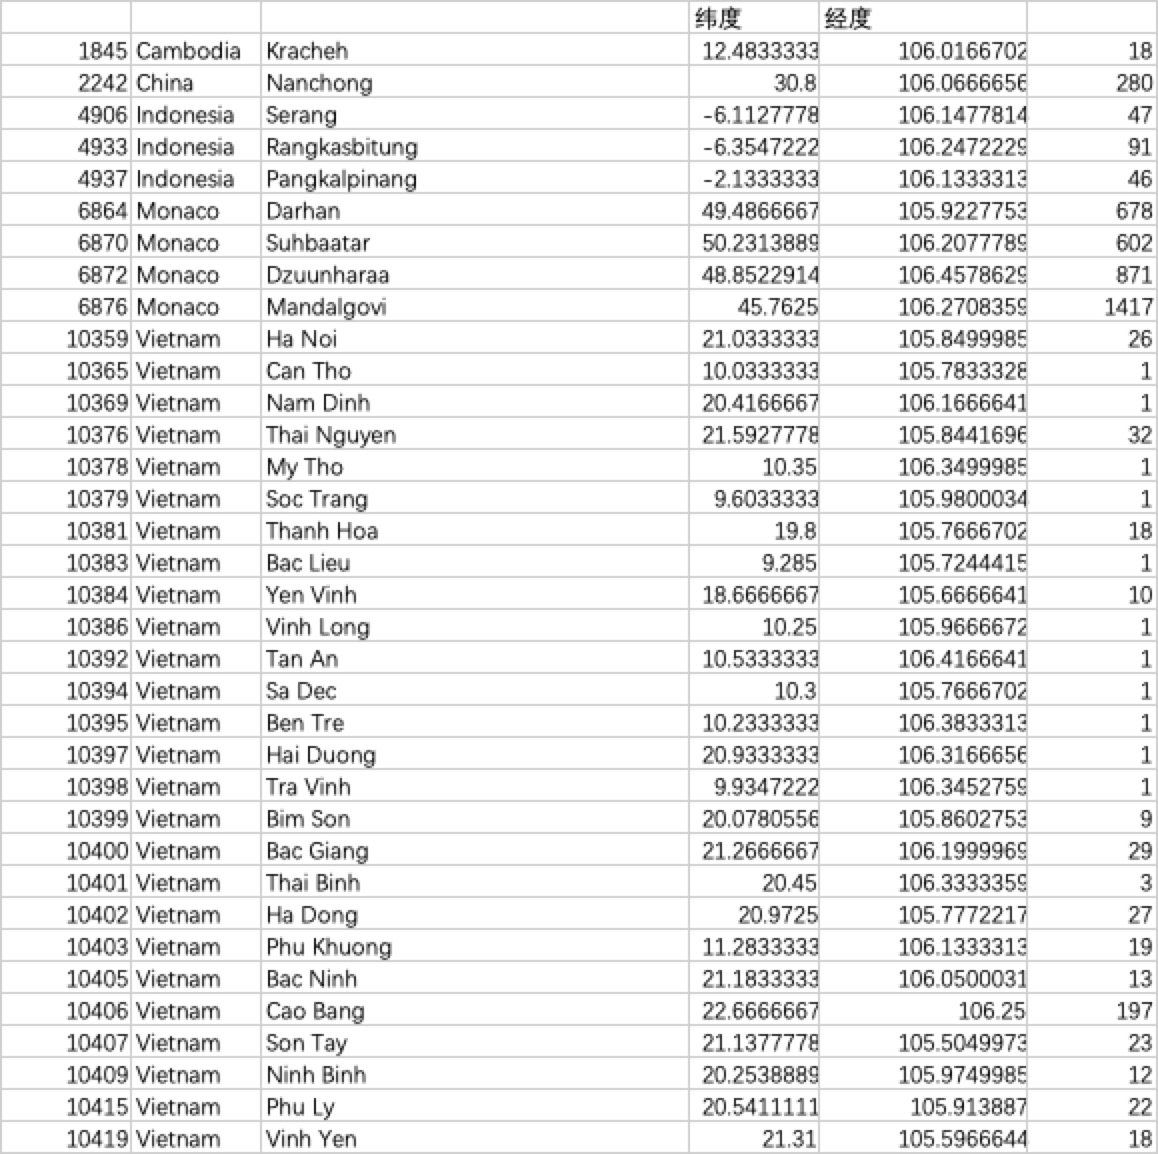 纬度 经度
1845 Cambodia Kracheh 12.4833333 106.0166702 18
2242 China Nanchong 30.8 106.0666656 280
4906 Indonesia Serang -6.1127778 106.1477814 47
4933 Indonesia Rangkasbitung -6.3547222 106.2472229 91
4937 Indonesia Pangkalpinang -2.1333333 106.1333313 46
6864 Monaco Darhan 49.4866667 105.9227753 678
6870 Monaco Suhbaatar 50.2313889 106.2077789 602
6872 Monaco Dzuunharaa 48.8522914 106.4578629 871
6876 Monaco Mandalgovi 45.7625 106.2708359 1417
10359 Vietnam Ha Noi 21.0333333 105.8499985 26
10365 Vietnam Can Tho 10.0333333 105.7833328 1
10369 Vietnam Nam Dinh 20.4166667 106.1666641 1
10376 Vietnam Thai Nguyen 21.5927778 105.8441696 32
10378 Vietnam My Tho 10.35 106.3499985 1
10379 Vietnam Soc Trang 9.6033333 105.9800034 1
10381 Vietnam Thanh Hoa 19.8 105.7666702 18
10383 Vietnam Bac Lieu 9.285 105.7244415 1
10384 Vietnam Yen Vinh 18.6666667 105.6666641 10
10386 Vietnam Vinh Long 10.25 105.9666672 1
10392 Vietnam Tan An 10.5333333 106.4166641 1
10394 Vietnam Sa Dec 10.3 105.7666702 1
10395 Vietnam Ben Tre 10.2333333 106.3833313 1
10397 Vietnam Hai Duong 20.9333333 106.3166656 1
10398 Vietnam Tra Vinh 9.9347222 106.3452759 1
10399 Vietnam Bim Son 20.0780556 105.8602753 9
10400 Vietnam Bac Giang 21.2666667 106.1999969 29
10401 Vietnam Thai Binh 20.45 106.3333359 3
10402 Vietnam Ha Dong 20.9725 105.7772217 27
10403 Vietnam Phu Khuong 11.2833333 106.1333313 19
10405 Vietnam Bac Ninh 21.1833333 106.0500031 13
10406 Vietnam Cao Bang 22.6666667 106.25 197
10407 Vietnam Son Tay 21.1377778 105.5049973 23
10409 Vietnam Ninh Binh 20.2538889 105.9749985 12
10415 Vietnam Phu Ly 20.5411111 105.913887 22
10419 Vietnam Vinh Yen 21.31 105.5966644 18